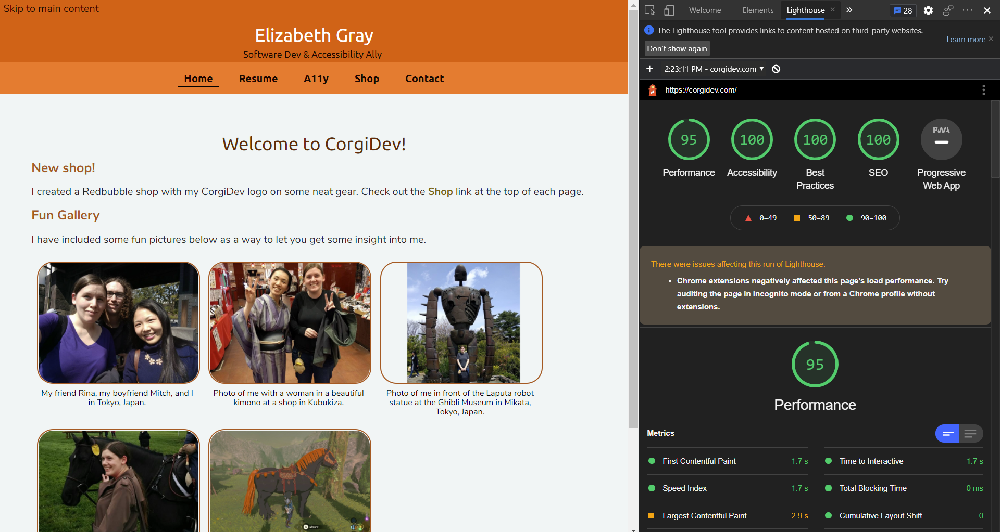 Skip to main content
Elizabeth Gray
Software Dev & Accessibility Ally
Home Resume A11y Shop Contact
Welcome to CorgiDev!
New shop!
I created a Redbubble shop with my CorgiDev logo on some neat gear. Check out the Shop link at the top of each page.
Fun Gallery
I have included some fun pictures below as a way to let you get some insight into me.
My friend Rina, my boyfriend Mitch, and I
in Tokyo, Japan.
Photo of me with a woman in a beautiful
kimono at a shop in Kubukiza.
Photo of me in front of the Laputa robot
statue at the Ghibli Museum in Mikata,
Tokyo, Japan.
A Mount
Welcome Elements Lighthouse × » 28
The Lighthouse tool provides links to content hosted on third-party websites.
Learn more
Don't show again
2:23:11 PM - corgidev.com
https://corgidev.com/
95 100 100 100 PWA
Performance Accessibility Best Practices SEO Progressive Web App
0–49 50–89 90–100
There were issues affecting this run of Lighthouse:
• Chrome extensions negatively affected this page's load performance. Try
auditing the page in incognito mode or from a Chrome profile without
extensions.
95
Performance
Metrics
First Contentful Paint 1.7 s
Time to Interactive 1.7 s
Speed Index 1.7 s
Total Blocking Time 0 ms
Largest Contentful Paint 2.9 s
Cumulative Layout Shift 0